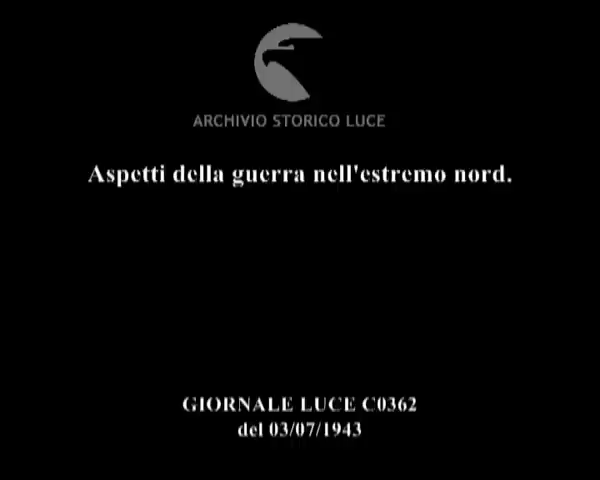 ARCHIVIO STORICO LUCE
Aspetti della guerra nell'estremo nord.
GIORNALE LUCE C0362
del 03/07/1943